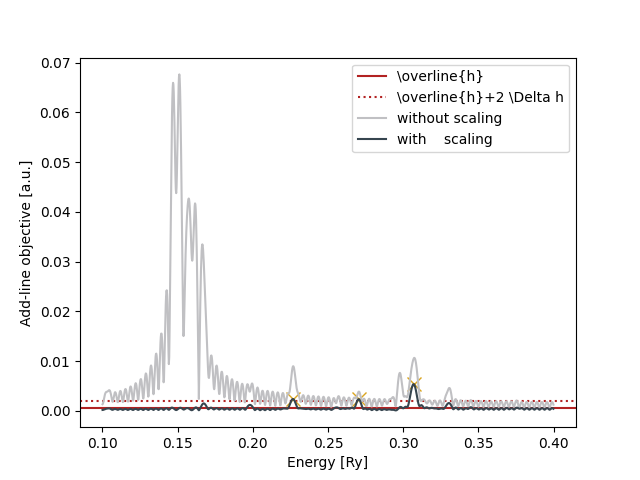 0.07
0.06
0.05
0.04
0.03
0.02
0.01
0.00
Add-line objective [a.u.]
\overline{h}
\overline{h}+2 \Delta h
without scaling
with    scaling
0.10 0.15 0.20 0.25 0.30 0.35 0.40
Energy [Ry]